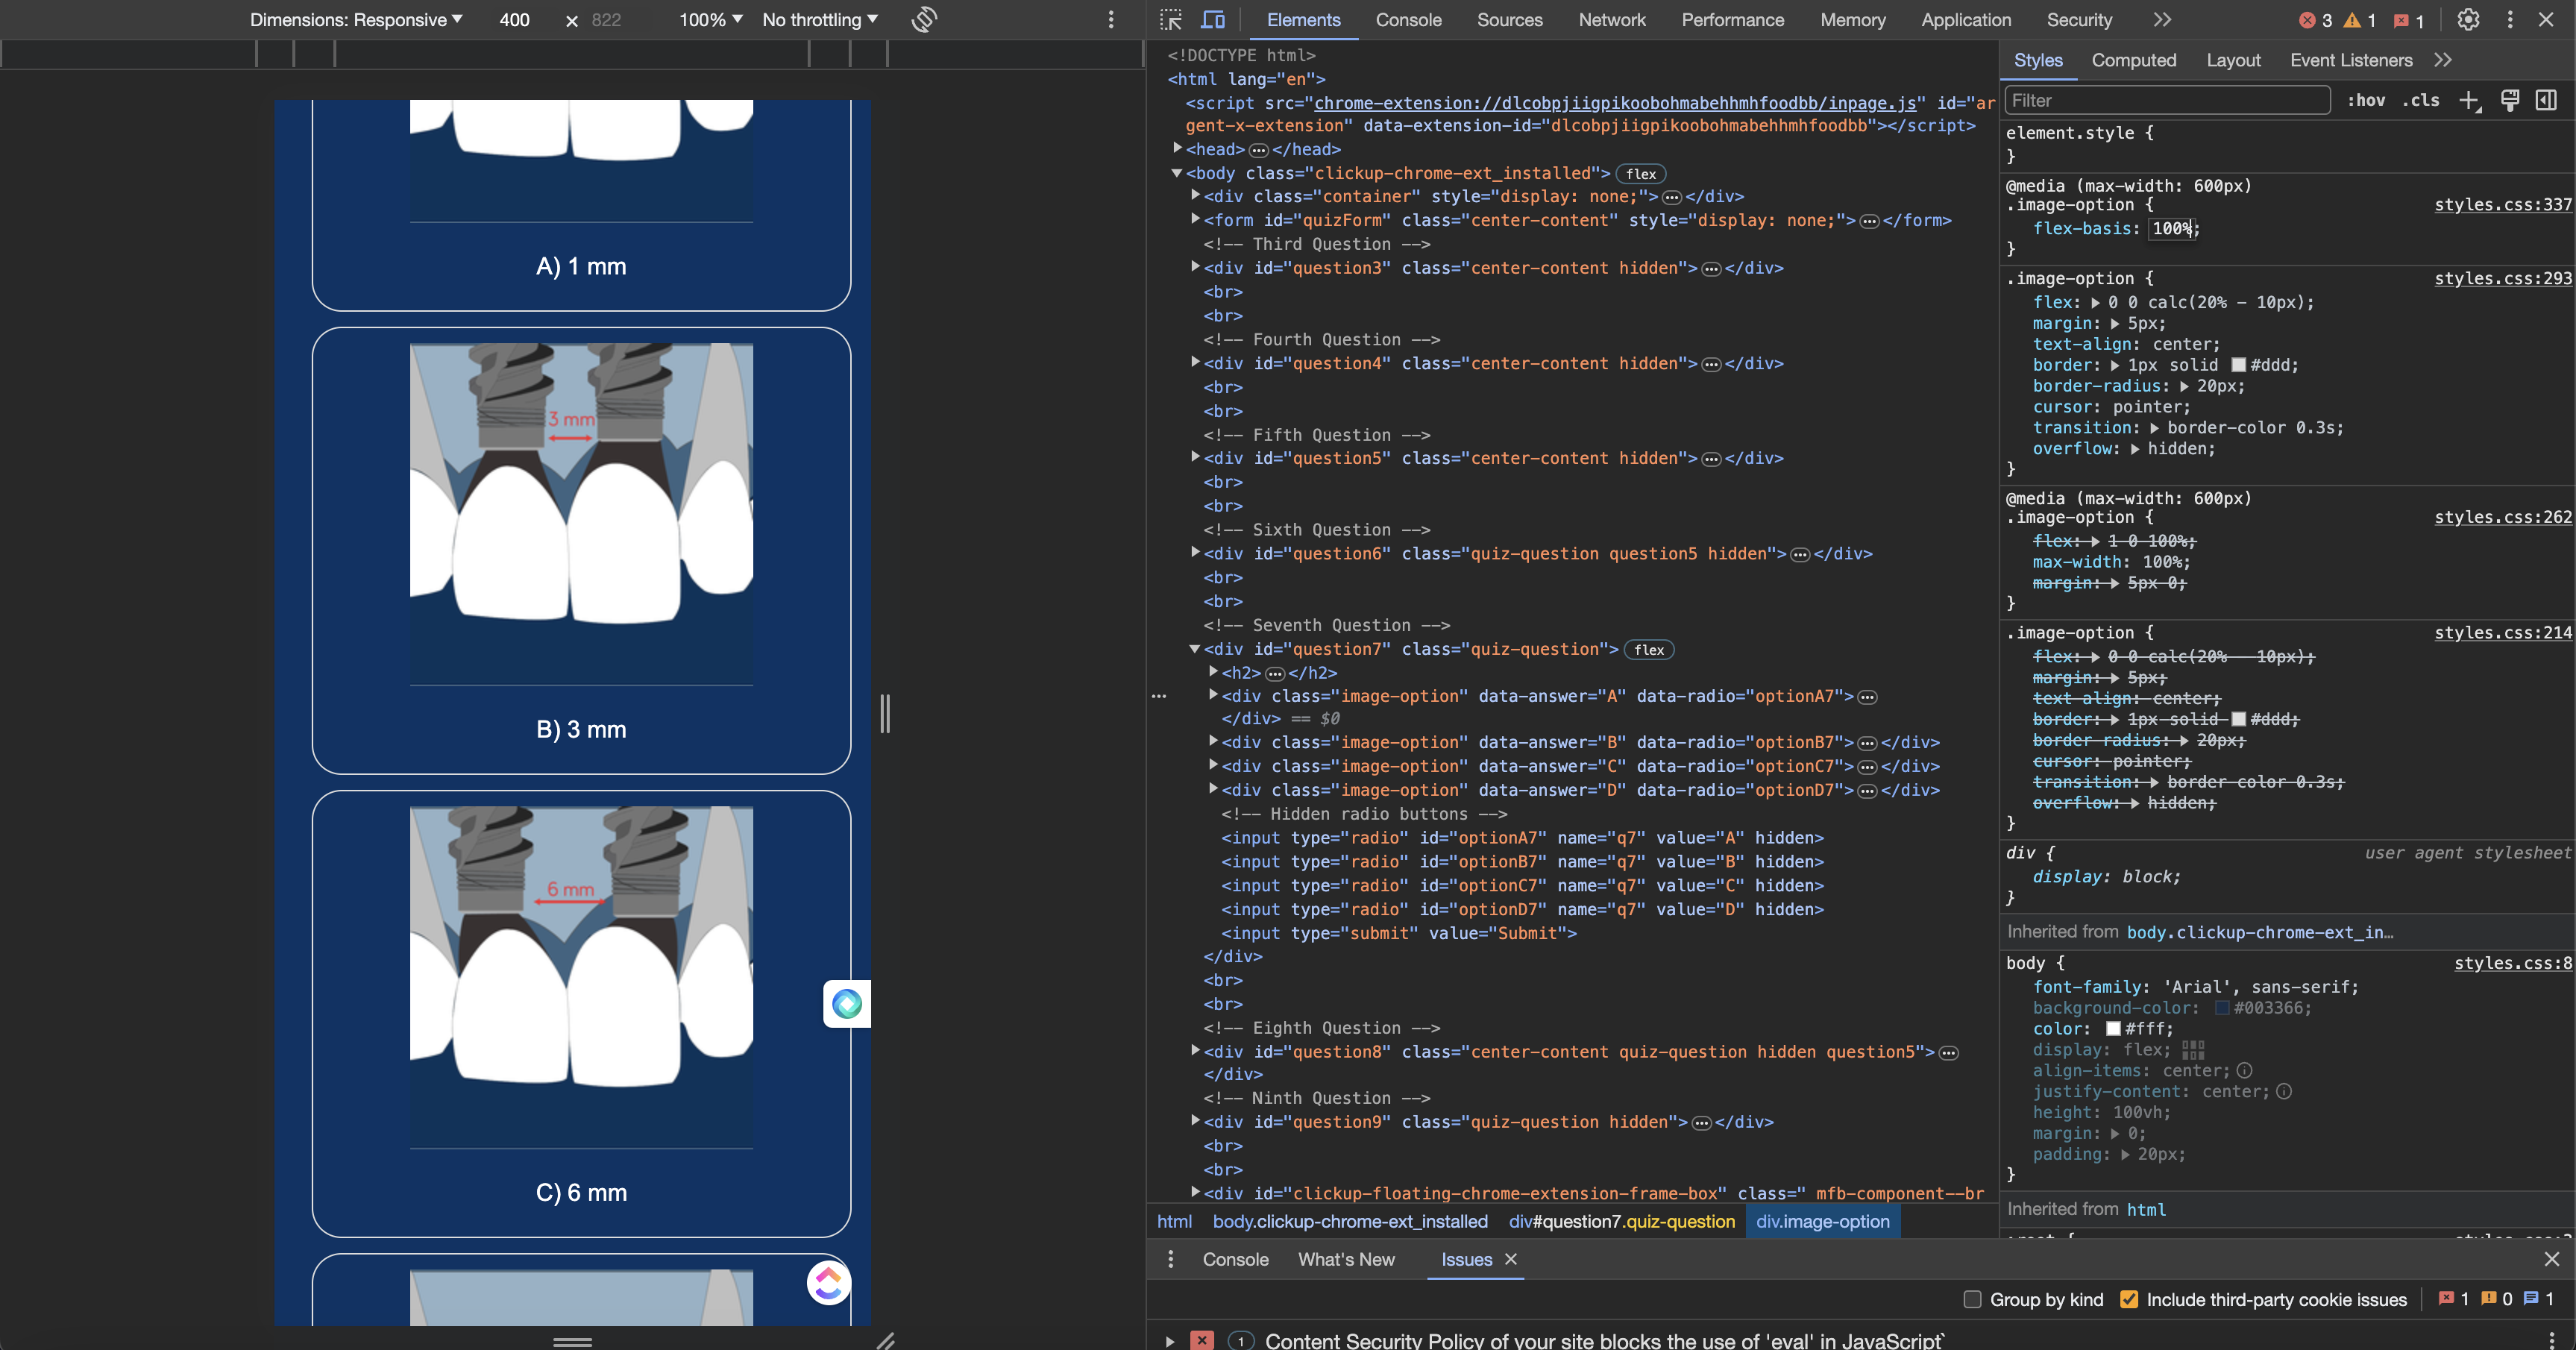 Dimensions: Responsive 400 × 822 100% No throttling
A) 1 mm
3 mm
B) 3 mm
6 mm
C) 6 mm
Elements Console Sources Network Performance Memory Application Security 3 1 1
<!DOCTYPE html>
<html lang="en">
<script src="chrome-extension://dlcobpjiigpikoobohmabehhmhfoodbb/inpage.js" id="ar
gent-x-extension" data-extension-id="dlcobpjiigpikoobohmabehhmhfoodbb"></script>
<head>…</head>
<body class="clickup-chrome-ext_installed"> flex
<div class="container" style="display: none;">…</div>
<form id="quizForm" class="center-content" style="display: none;">…</form>
<!-- Third Question -->
<div id="question3" class="center-content hidden">…</div>
<br>
<br>
<!-- Fourth Question -->
<div id="question4" class="center-content hidden">…</div>
<br>
<br>
<!-- Fifth Question -->
<div id="question5" class="center-content hidden">…</div>
<br>
<br>
<!-- Sixth Question -->
<div id="question6" class="quiz-question question5 hidden">…</div>
<br>
<br>
<!-- Seventh Question -->
<div id="question7" class="quiz-question"> flex
<h2>…</h2>
<div class="image-option" data-answer="A" data-radio="optionA7">…
</div> == $0
<div class="image-option" data-answer="B" data-radio="optionB7">…</div>
<div class="image-option" data-answer="C" data-radio="optionC7">…</div>
<div class="image-option" data-answer="D" data-radio="optionD7">…</div>
<!-- Hidden radio buttons -->
<input type="radio" id="optionA7" name="q7" value="A" hidden>
<input type="radio" id="optionB7" name="q7" value="B" hidden>
<input type="radio" id="optionC7" name="q7" value="C" hidden>
<input type="radio" id="optionD7" name="q7" value="D" hidden>
<input type="submit" value="Submit">
</div>
<br>
<br>
<!-- Eighth Question -->
<div id="question8" class="center-content quiz-question hidden question5">…
</div>
<!-- Ninth Question -->
<div id="question9" class="quiz-question hidden">…</div>
<br>
<br>
<div id="clickup-floating-chrome-extension-frame-box" class=" mfb-component--br
html body.clickup-chrome-ext_installed div#question7.quiz-question div.image-option
Styles Computed Layout Event Listeners
Filter :hov .cls
element.style {
}
@media (max-width: 600px)
.image-option { styles.css:337
flex-basis: 100%;
}
.image-option { styles.css:293
flex: 0 0 calc(20% - 10px);
margin: 5px;
text-align: center;
border: 1px solid #ddd;
border-radius: 20px;
cursor: pointer;
transition: border-color 0.3s;
overflow: hidden;
}
@media (max-width: 600px)
.image-option { styles.css:262
flex: 1 0 100%;
max-width: 100%;
margin: 5px 0;
}
.image-option { styles.css:214
flex: 0 0 calc(20% - 10px);
margin: 5px;
text-align: center;
border: 1px solid #ddd;
border-radius: 20px;
cursor: pointer;
transition: border-color 0.3s;
overflow: hidden;
}
div { user agent stylesheet
display: block;
}
Inherited from body.clickup-chrome-ext_in…
body { styles.css:8
font-family: 'Arial', sans-serif;
background-color: #003366;
color: #fff;
display: flex;
align-items: center;
justify-content: center;
height: 100vh;
margin: 0;
padding: 20px;
}
Inherited from html
Console What's New Issues
Group by kind Include third-party cookie issues 1 0 1
1 Content Security Policy of your site blocks the use of 'eval' in JavaScript`